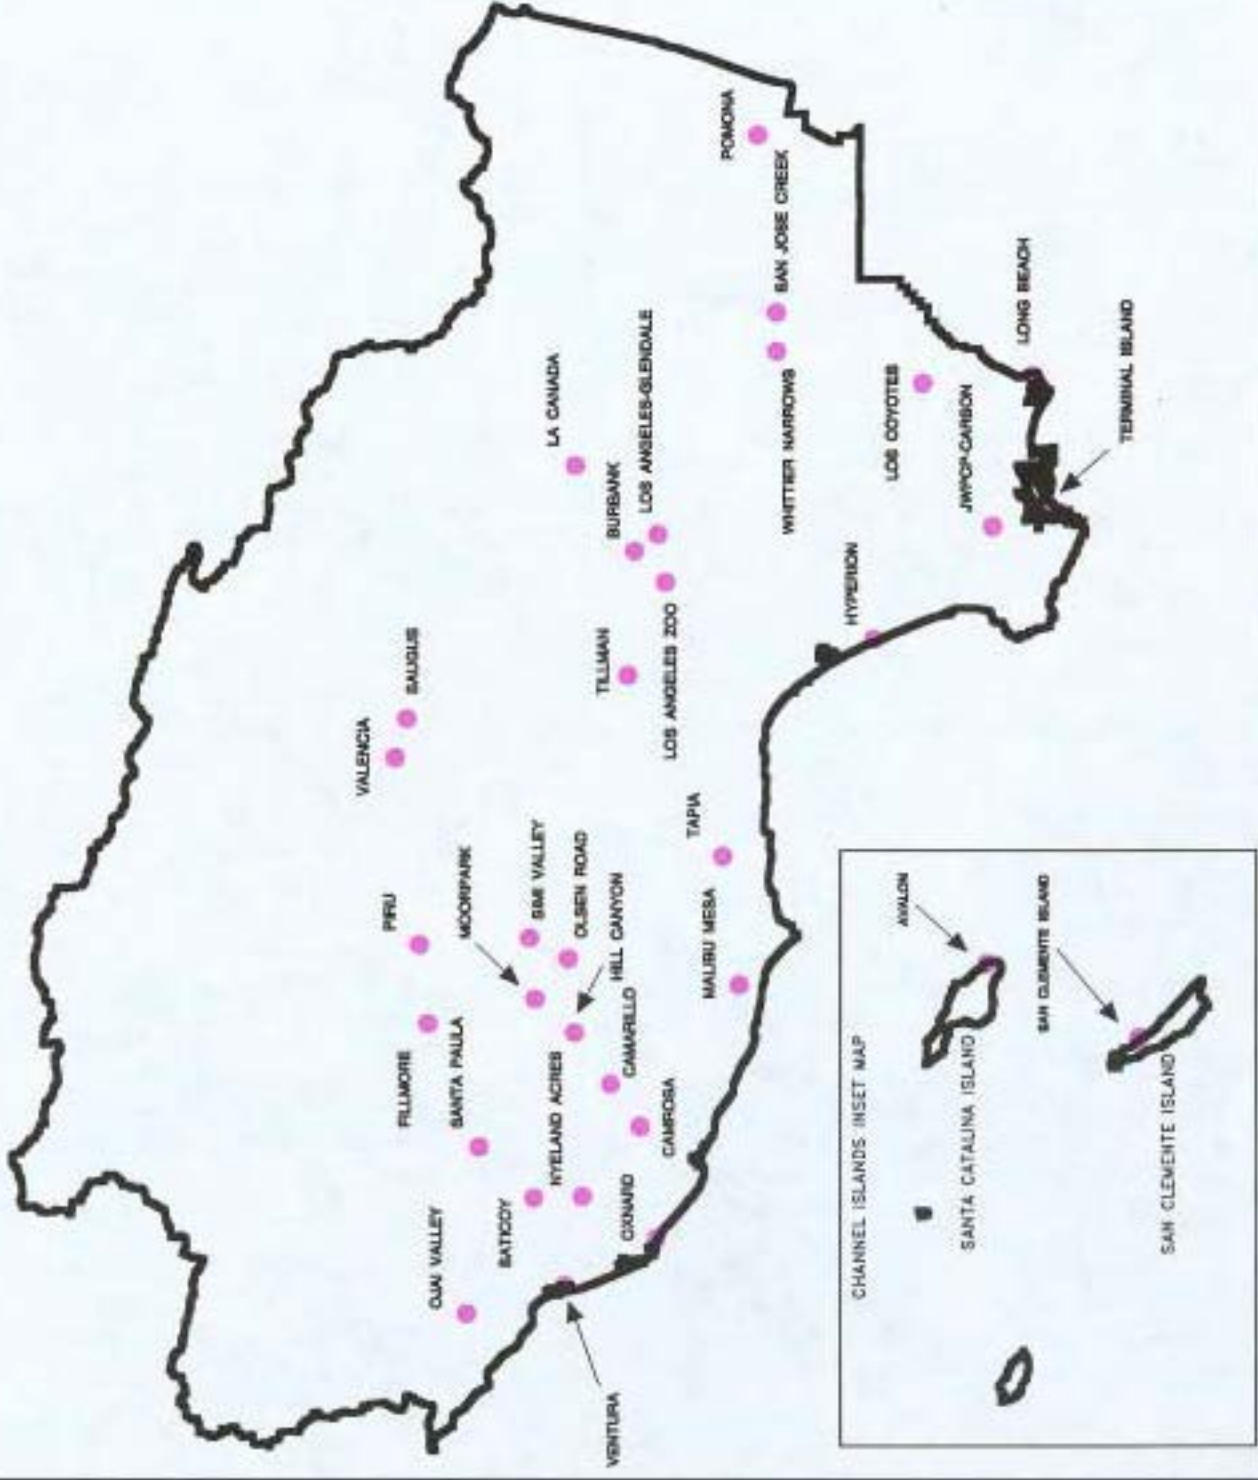 VALENCIA
SAUGUS
PIRU
FILLMORE
MOORPARK
SANTA PAULA
OJAI VALLEY
SIMI VALLEY
LA CANADA
SATICOY
NYELAND ACRES
OLSEN ROAD
HILL CANYON
TILLMAN
BURBANK
LOS ANGELES-GLENDALE
VENTURA
OXNARD
CAMARILLO
CAMROSA
LOS ANGELES ZOO
MALIBU MESA
TAPIA
POMONA
WHITTIER NARROWS
SAN JOSE CREEK
HYPERION
LOS COYOTES
JWPCP-CARSON
LONG BEACH
TERMINAL ISLAND
CHANNEL ISLANDS INSET MAP
AVALON
SANTA CATALINA ISLAND
SAN CLEMENTE ISLAND
SAN CLEMENTE ISLAND